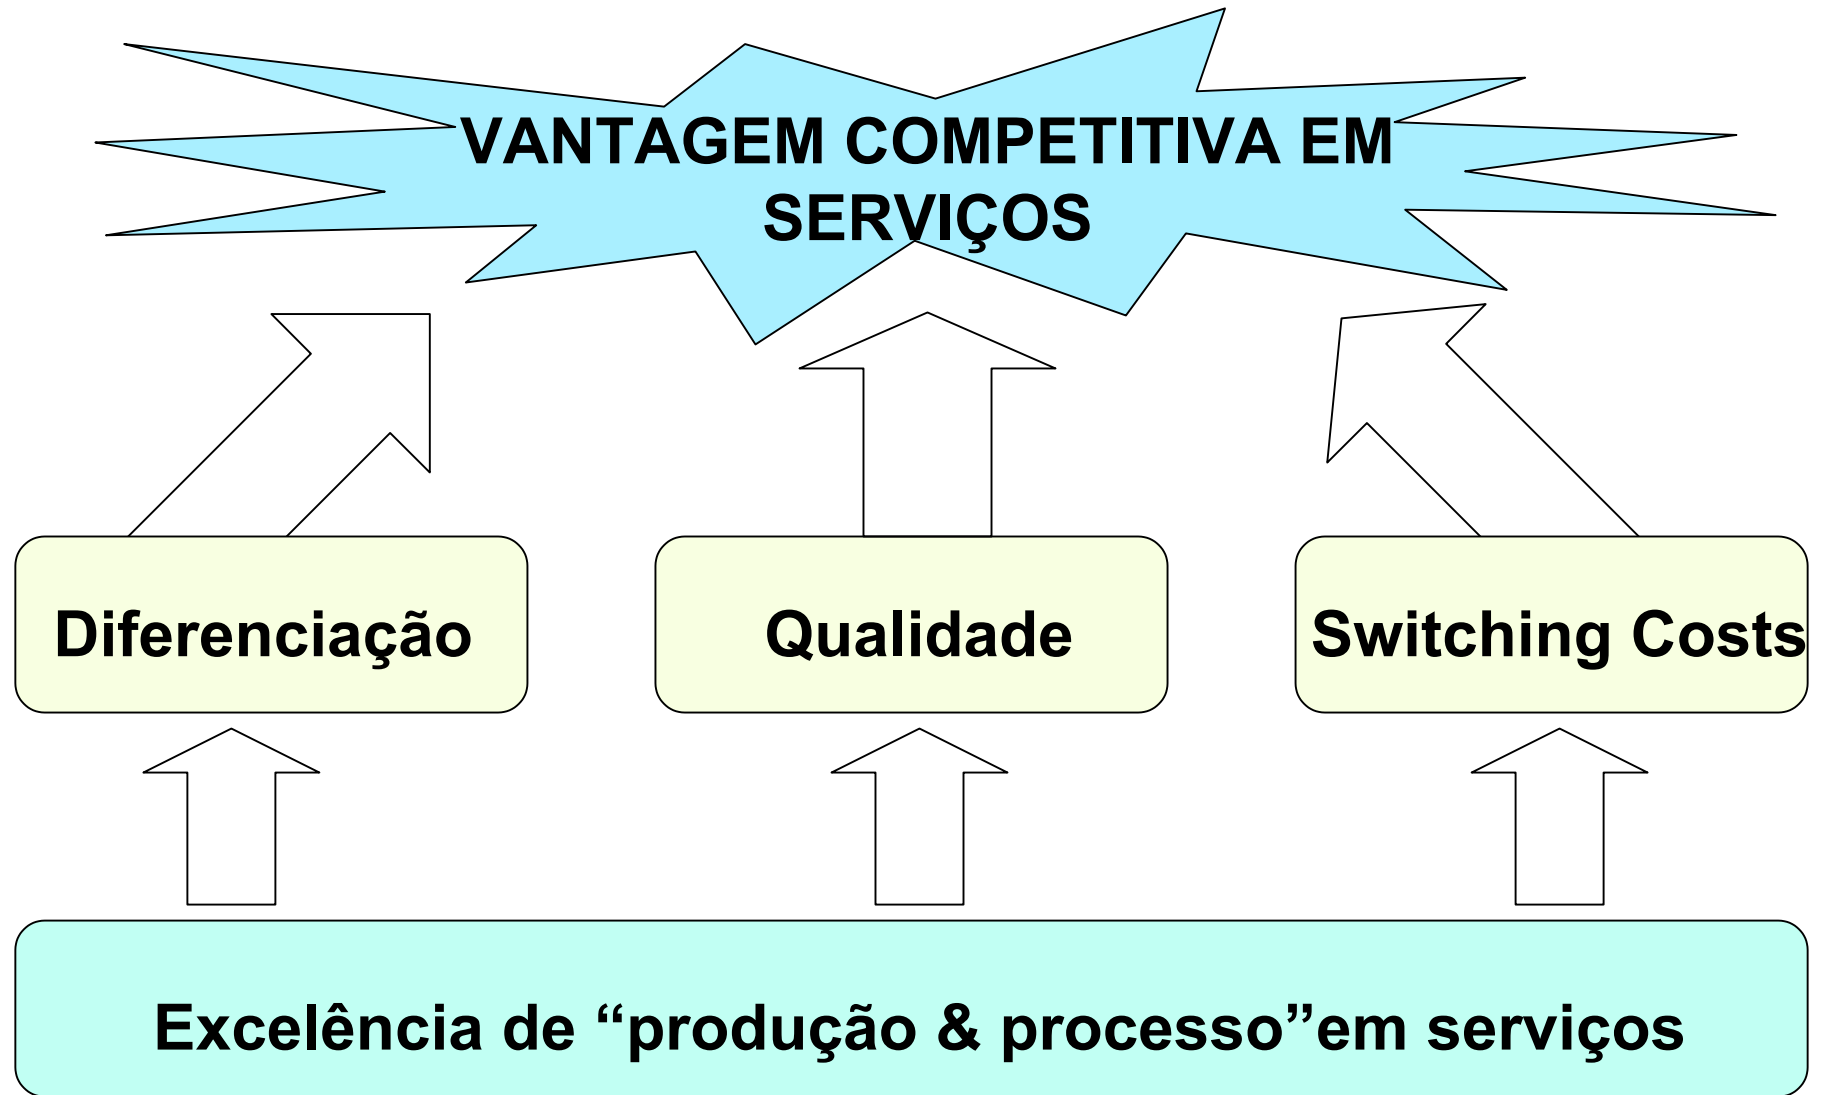 VANTAGEM COMPETITIVA EM
SERVIÇOS
Diferenciação
Qualidade
Switching Costs
Excelência de “produção & processo”em serviços